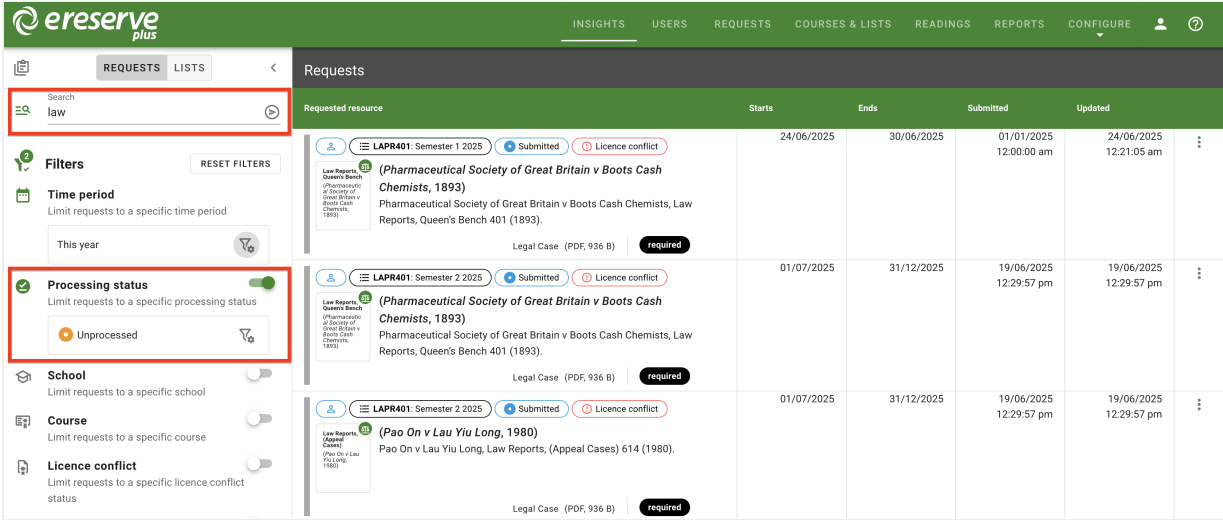 ereserve
plus
INSIGHTS USERS REQUESTS COURSES & LISTS READINGS REPORTS CONFIGURE
REQUESTS LISTS
Search
law
2
Filters
RESET FILTERS
Time period
Limit requests to a specific time period
This year
Processing status
Limit requests to a specific processing status
Unprocessed
School
Limit requests to a specific school
Course
Limit requests to a specific course
Licence conflict
Limit requests to a specific licence conflict
status
Requests
Requested resource Starts Ends Submitted Updated
LAPR401: Semester 1 2025 Submitted Licence conflict
24/06/2025 30/06/2025 01/01/2025 24/06/2025
12:00:00 am 12:21:05 am
Law Reports,
Queen's Bench
(Pharmaceutic
al Society of
Great Britain v
Boots Cash
Chemists,
1893)
(Pharmaceutical Society of Great Britain v Boots Cash
Chemists, 1893)
Pharmaceutical Society of Great Britain v Boots Cash Chemists, Law
Reports, Queen's Bench 401 (1893).
Legal Case (PDF, 936 B) required
LAPR401: Semester 2 2025 Submitted Licence conflict
01/07/2025 31/12/2025 19/06/2025 19/06/2025
12:29:57 pm 12:29:57 pm
Law Reports,
Queen's Bench
(Pharmaceutic
al Society of
Great Britain v
Boots Cash
Chemists,
1893)
(Pharmaceutical Society of Great Britain v Boots Cash
Chemists, 1893)
Pharmaceutical Society of Great Britain v Boots Cash Chemists, Law
Reports, Queen's Bench 401 (1893).
Legal Case (PDF, 936 B) required
LAPR401: Semester 2 2025 Submitted Licence conflict
01/07/2025 31/12/2025 19/06/2025 19/06/2025
12:29:57 pm 12:29:57 pm
Law Reports,
(Appeal
Cases)
(Pao On v Lau
Yiu Long,
1980)
(Pao On v Lau Yiu Long, 1980)
Pao On v Lau Yiu Long, Law Reports, (Appeal Cases) 614 (1980).
Legal Case (PDF, 936 B) required